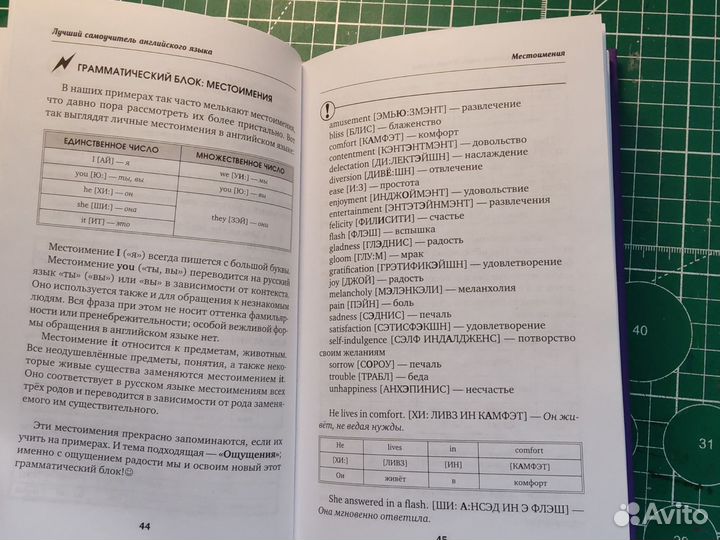 Лучший самоучитель английского языка
ГРАММАТИЧЕСКИЙ БЛОК: МЕСТОИМЕНИЯ
В наших примерах так часто мелькают местоимения,
что давно пора рассмотреть их более пристально. Вот
так выглядят личные местоимения в английском языке:
ЕДИНСТВЕННОЕ ЧИСЛО МНОЖЕСТВЕННОЕ ЧИСЛО
I [АЙ] — я we [УИ:] — мы
you [Ю:] — ты, вы you [Ю:] — вы
he [ХИ:] — он they [ЗЭЙ] — они
she [ШИ:] — она
it [ИТ] — это
Местоимение I («я») всегда пишется с большой буквы.
Местоимение you («ты, вы») переводится на русский
язык «ты» («вы») или «вы» в зависимости от контекста.
Оно используется также и для обращения к незнакомым
людям. Вся фраза при этом не носит оттенка фамильяр-
ности или пренебрежительности; особой вежливой фор-
мы обращения в английском языке нет.
Местоимение it относится к предметам, животным.
Все неодушевлённые предметы, понятия, а также неко-
торые живые существа заменяются местоимением it.
Оно соответствует в русском языке местоимениям всех
трёх родов и переводится в зависимости от рода заменяе-
мого им существительного.
Эти местоимения прекрасно запоминаются, если их
учить на примерах. И тема подходящая — «Ощущения»;
именно с ощущением радости мы и освоим новый этот
грамматический блок!☺
44
Местоимения
amusement [ЭМЬЮ:ЗМЭНТ] — развлечение
bliss [БЛИС] — блаженство
comfort [КАМФЭТ] — комфорт
contentment [КЭНТЭНТМЭНТ] — довольство
delectation [ДИ:ЛЕКТЭЙШН] — наслаждение
diversion [ДИВЁ:ШН] — отвлечение
ease [И:З] — простота
enjoyment [ИНДЖОЙМЭНТ] — удовольствие
entertainment [ЭНТЭТЭЙНМЭНТ] — развлечение
felicity [ФИЛИСИТИ] — счастье
flash [ФЛЭШ] — вспышка
gladness [ГЛЭДНИС] — радость
gloom [ГЛУ:М] — мрак
gratification [ГРЭТИФИКЭЙШН] — удовлетворение
joy [ДЖОЙ] — радость
melancholy [МЭЛЭНКЭЛИ] — меланхолия
pain [ПЭЙН] — боль
sadness [СЭДНИС] — печаль
satisfaction [СЭТИСФЭКШН] — удовлетворение
self-indulgence [СЭЛФ ИНДАЛДЖЕНС] — потворство
своим желаниям
sorrow [СОРОУ] — печаль
trouble [ТРАБЛ] — беда
unhappiness [АНХЭПИНИС] — несчастье
He lives in comfort. [ХИ: ЛИВЗ ИН КАМФЭТ] — Он жи-
вёт, не ведая нужды.
He lives in comfort
[ХИ:] [ЛИВЗ] [ИН] [КАМФЭТ]
Он живёт в комфорт
She answered in a flash. [ШИ: А:НСЭД ИН Э ФЛЭШ] —
Она мгновенно ответила.
45
40
31
30
29
Avito